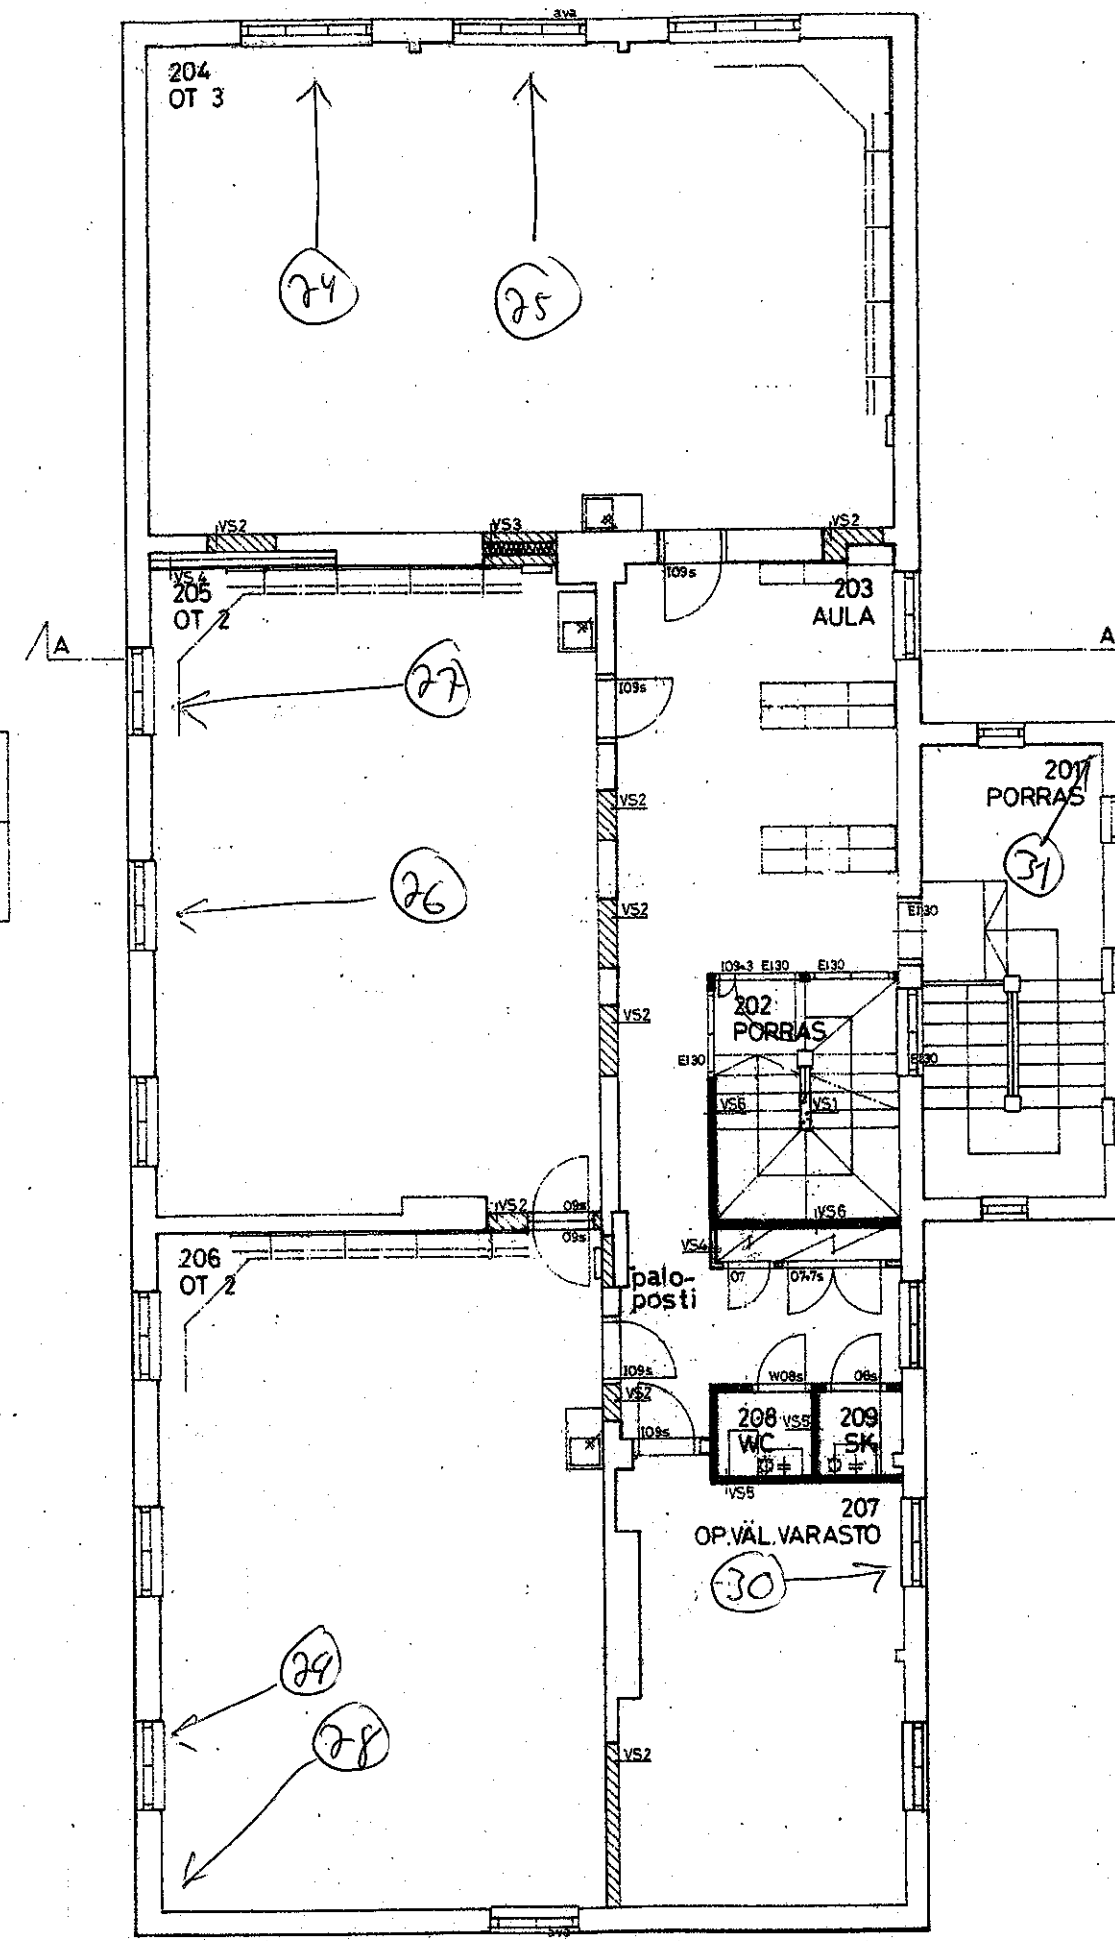 ava
204
OT 3
24
25
VS2
VS3
VS2
VS4
205
OT 2
109s
203
AULA
A
A
27
109s
201
PORRAS
VS2
31
26
VS2
EI30
109s3 EI30 EI30
202
PORRAS
VS2
EI30
EI30
VS6
VS1
VS2
09s
VS6
09s
VS4
206
OT 2
palo-
posti
07
07+7s
109s
W08s
08s
VS2
109s
208
WC
VS5
209
SK
VS5
207
OP.VÄL.VARASTO
30
29
28
VS2
ava